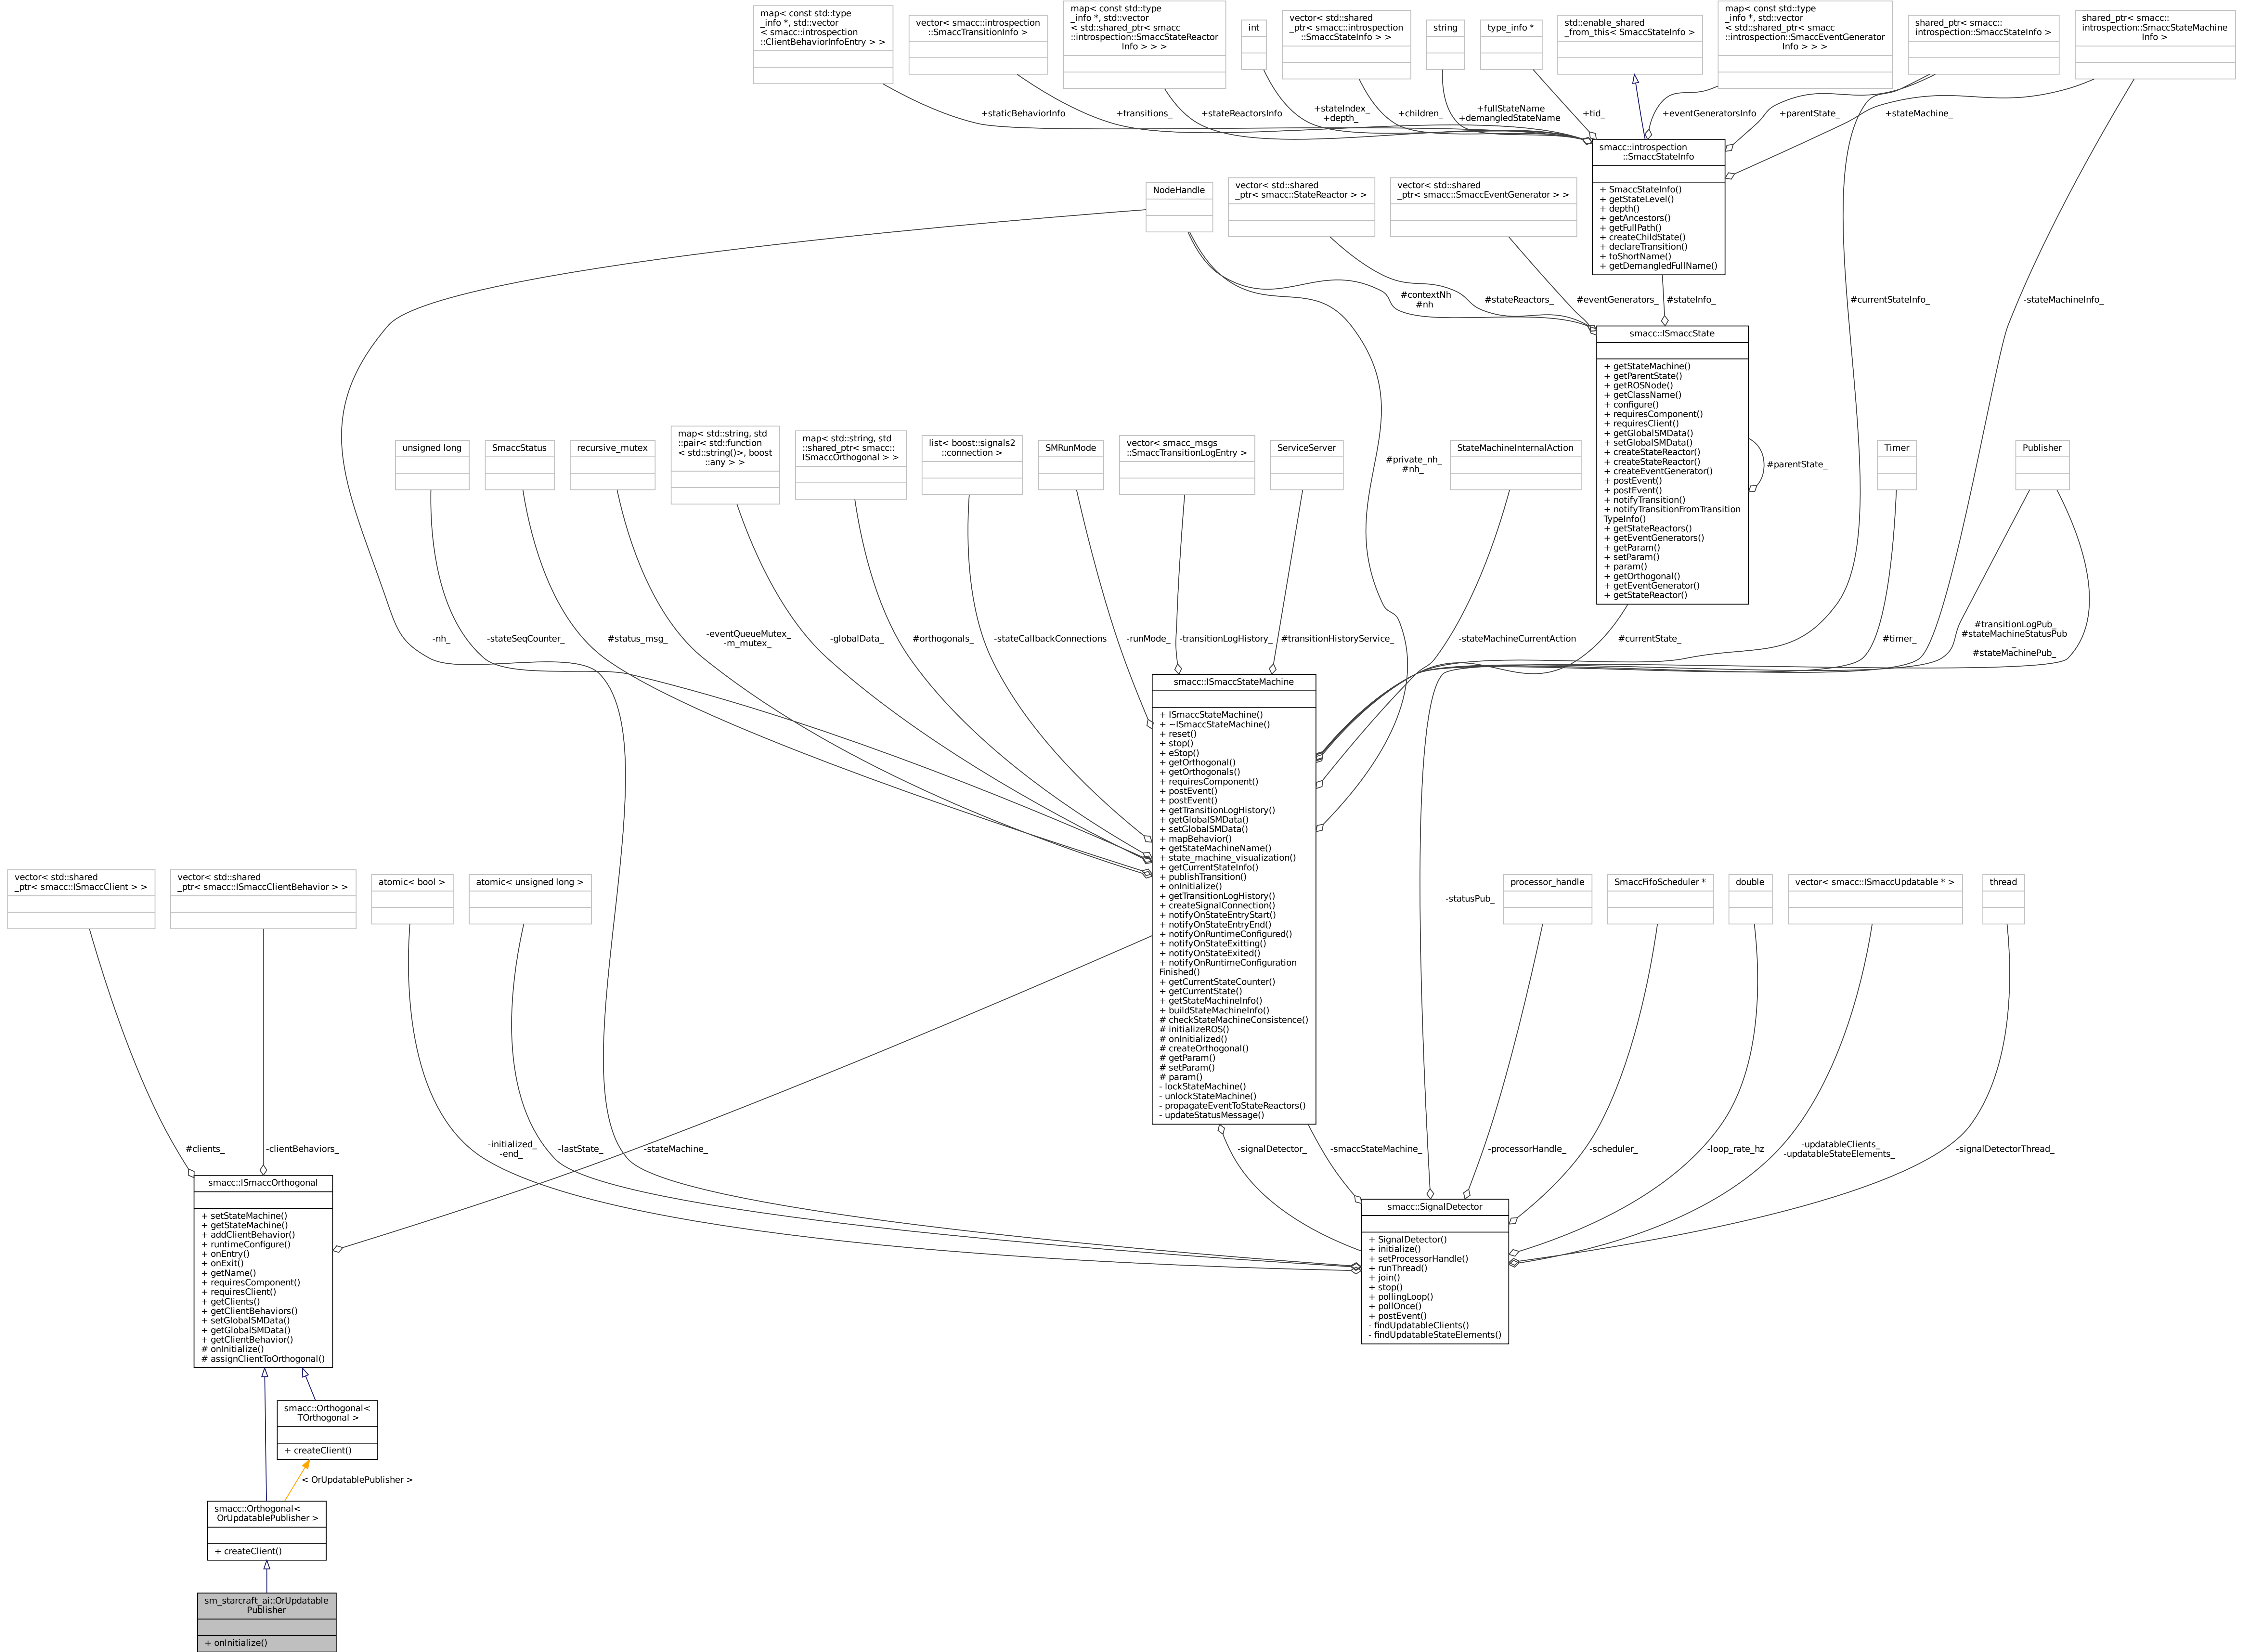 map< const std::type
_info *, std::vector
< smacc::introspection
::ClientBehaviorInfoEntry > >
vector< smacc::introspection
::SmaccTransitionInfo >
map< const std::type
_info *, std::vector
< std::shared_ptr< smacc
::introspection::SmaccStateReactor
Info > > >
int
vector< std::shared
_ptr< smacc::introspection
::SmaccStateInfo > >
string
type_info *
std::enable_shared
_from_this< SmaccStateInfo >
map< const std::type
_info *, std::vector
< std::shared_ptr< smacc
::introspection::SmaccEventGenerator
Info > > >
shared_ptr< smacc::
introspection::SmaccStateInfo >
shared_ptr< smacc::
introspection::SmaccStateMachine
Info >
+staticBehaviorInfo
+transitions_
+stateReactorsInfo
+stateIndex_
+depth_
+children_
+fullStateName
+demangledStateName
+tid_
+eventGeneratorsInfo
+parentState_
+stateMachine_
smacc::introspection
::SmaccStateInfo
+ SmaccStateInfo()
+ getStateLevel()
+ depth()
+ getAncestors()
+ getFullPath()
+ createChildState()
+ declareTransition()
+ toShortName()
+ getDemangledFullName()
NodeHandle
vector< std::shared
_ptr< smacc::StateReactor > >
vector< std::shared
_ptr< smacc::SmaccEventGenerator > >
#contextNh
#nh
#stateReactors_
#eventGenerators_
#stateInfo_
#currentStateInfo_
-stateMachineInfo_
smacc::ISmaccState
+ getStateMachine()
+ getParentState()
+ getROSNode()
+ getClassName()
+ configure()
+ requiresComponent()
+ requiresClient()
+ getGlobalSMData()
+ setGlobalSMData()
+ createStateReactor()
+ createStateReactor()
+ createEventGenerator()
+ postEvent()
+ postEvent()
+ notifyTransition()
+ notifyTransitionFromTransition
TypeInfo()
+ getStateReactors()
+ getEventGenerators()
+ getParam()
+ setParam()
+ param()
+ getOrthogonal()
+ getEventGenerator()
+ getStateReactor()
#parentState_
unsigned long
SmaccStatus
recursive_mutex
map< std::string, std
::pair< std::function
< std::string()>, boost
::any > >
map< std::string, std
::shared_ptr< smacc::
ISmaccOrthogonal > >
list< boost::signals2
::connection >
SMRunMode
vector< smacc_msgs
::SmaccTransitionLogEntry >
ServiceServer
#private_nh_
#nh_
StateMachineInternalAction
Timer
Publisher
-nh_
-stateSeqCounter_
#status_msg_
-eventQueueMutex_
-m_mutex_
-globalData_
#orthogonals_
-stateCallbackConnections
-runMode_
-transitionLogHistory_
#transitionHistoryService_
-stateMachineCurrentAction
#currentState_
#timer_
#transitionLogPub_
#stateMachineStatusPub
_
#stateMachinePub_
smacc::ISmaccStateMachine
+ ISmaccStateMachine()
+ ~ISmaccStateMachine()
+ reset()
+ stop()
+ eStop()
+ getOrthogonal()
+ getOrthogonals()
+ requiresComponent()
+ postEvent()
+ postEvent()
+ getTransitionLogHistory()
+ getGlobalSMData()
+ setGlobalSMData()
+ mapBehavior()
+ getStateMachineName()
+ state_machine_visualization()
+ getCurrentStateInfo()
+ publishTransition()
+ onInitialize()
+ getTransitionLogHistory()
+ createSignalConnection()
+ notifyOnStateEntryStart()
+ notifyOnStateEntryEnd()
+ notifyOnRuntimeConfigured()
+ notifyOnStateExitting()
+ notifyOnStateExited()
+ notifyOnRuntimeConfiguration
Finished()
+ getCurrentStateCounter()
+ getCurrentState()
+ getStateMachineInfo()
+ buildStateMachineInfo()
# checkStateMachineConsistence()
# initializeROS()
# onInitialized()
# createOrthogonal()
# getParam()
# setParam()
# param()
- lockStateMachine()
- unlockStateMachine()
- propagateEventToStateReactors()
- updateStatusMessage()
vector< std::shared
_ptr< smacc::ISmaccClient > >
vector< std::shared
_ptr< smacc::ISmaccClientBehavior > >
atomic< bool >
atomic< unsigned long >
-statusPub_
processor_handle
SmaccFifoScheduler *
double
vector< smacc::ISmaccUpdatable * >
thread
#clients_
-clientBehaviors_
-initialized_
-end_
-lastState_
-stateMachine_
-signalDetector_
-smaccStateMachine_
-processorHandle_
-scheduler_
-loop_rate_hz
-updatableClients_
-updatableStateElements_
-signalDetectorThread_
smacc::ISmaccOrthogonal
+ setStateMachine()
+ getStateMachine()
+ addClientBehavior()
+ runtimeConfigure()
+ onEntry()
+ onExit()
+ getName()
+ requiresComponent()
+ requiresClient()
+ getClients()
+ getClientBehaviors()
+ setGlobalSMData()
+ getGlobalSMData()
+ getClientBehavior()
# onInitialize()
# assignClientToOrthogonal()
smacc::SignalDetector
+ SignalDetector()
+ initialize()
+ setProcessorHandle()
+ runThread()
+ join()
+ stop()
+ pollingLoop()
+ pollOnce()
+ postEvent()
- findUpdatableClients()
- findUpdatableStateElements()
smacc::Orthogonal<
TOrthogonal >
+ createClient()
< OrUpdatablePublisher >
smacc::Orthogonal<
OrUpdatablePublisher >
+ createClient()
sm_starcraft_ai::OrUpdatable
Publisher
+ onInitialize()